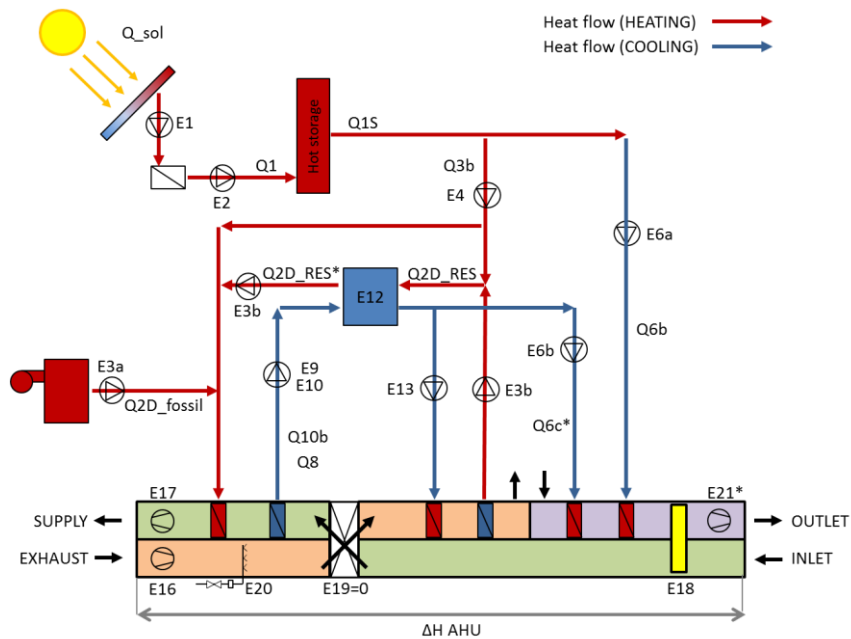 Q_sol
Heat flow (HEATING)
Heat flow (COOLING)
E1
Hot storage
Q1S
Q1
E2
Q3b
E4
E6a
Q2D_RES*
Q2D_RES
E12
E3b
E6b
Q6b
E3a
E9
E10
E13
E3b
Q2D_fossil
Q6c*
Q10b
Q8
E17
E21*
SUPPLY
OUTLET
EXHAUST
INLET
E16
E20
E19=0
E18
ΔH AHU